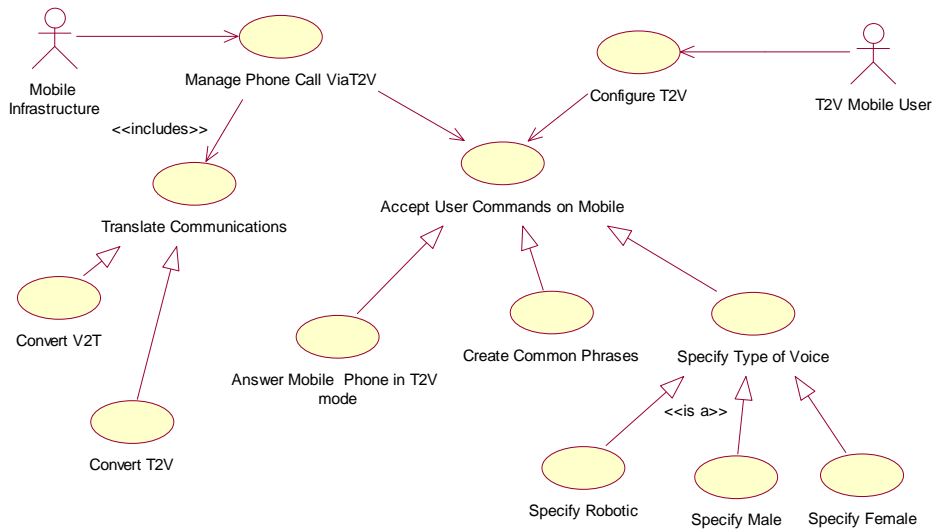 Mobile
Infrastructure
Manage Phone Call ViaT2V
Configure T2V
T2V Mobile User
<<includes>>
Translate Communications
Accept User Commands on Mobile
Convert V2T
Answer Mobile Phone in T2V
mode
Create Common Phrases
Specify Type of Voice
<<is a>>
Convert T2V
Specify Robotic
Specify Male
Specify Female